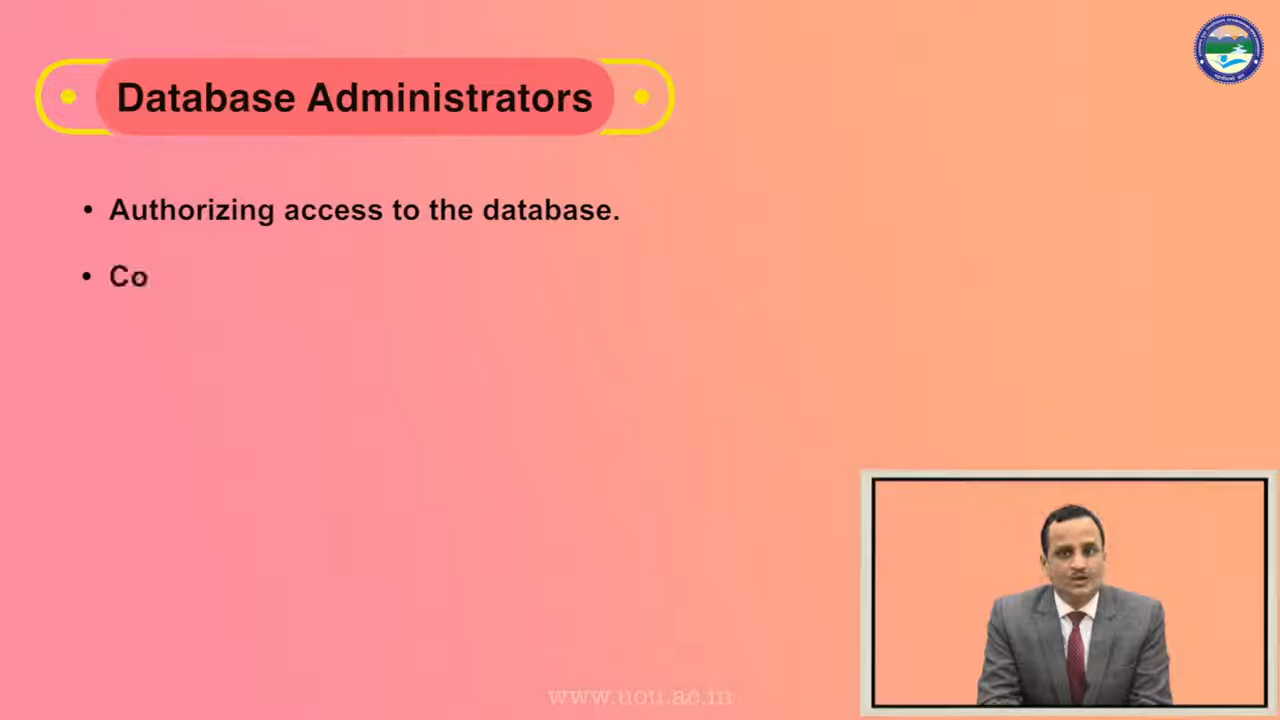 Database Administrators
• Authorizing access to the database.
• Co
www.uou.ac.in